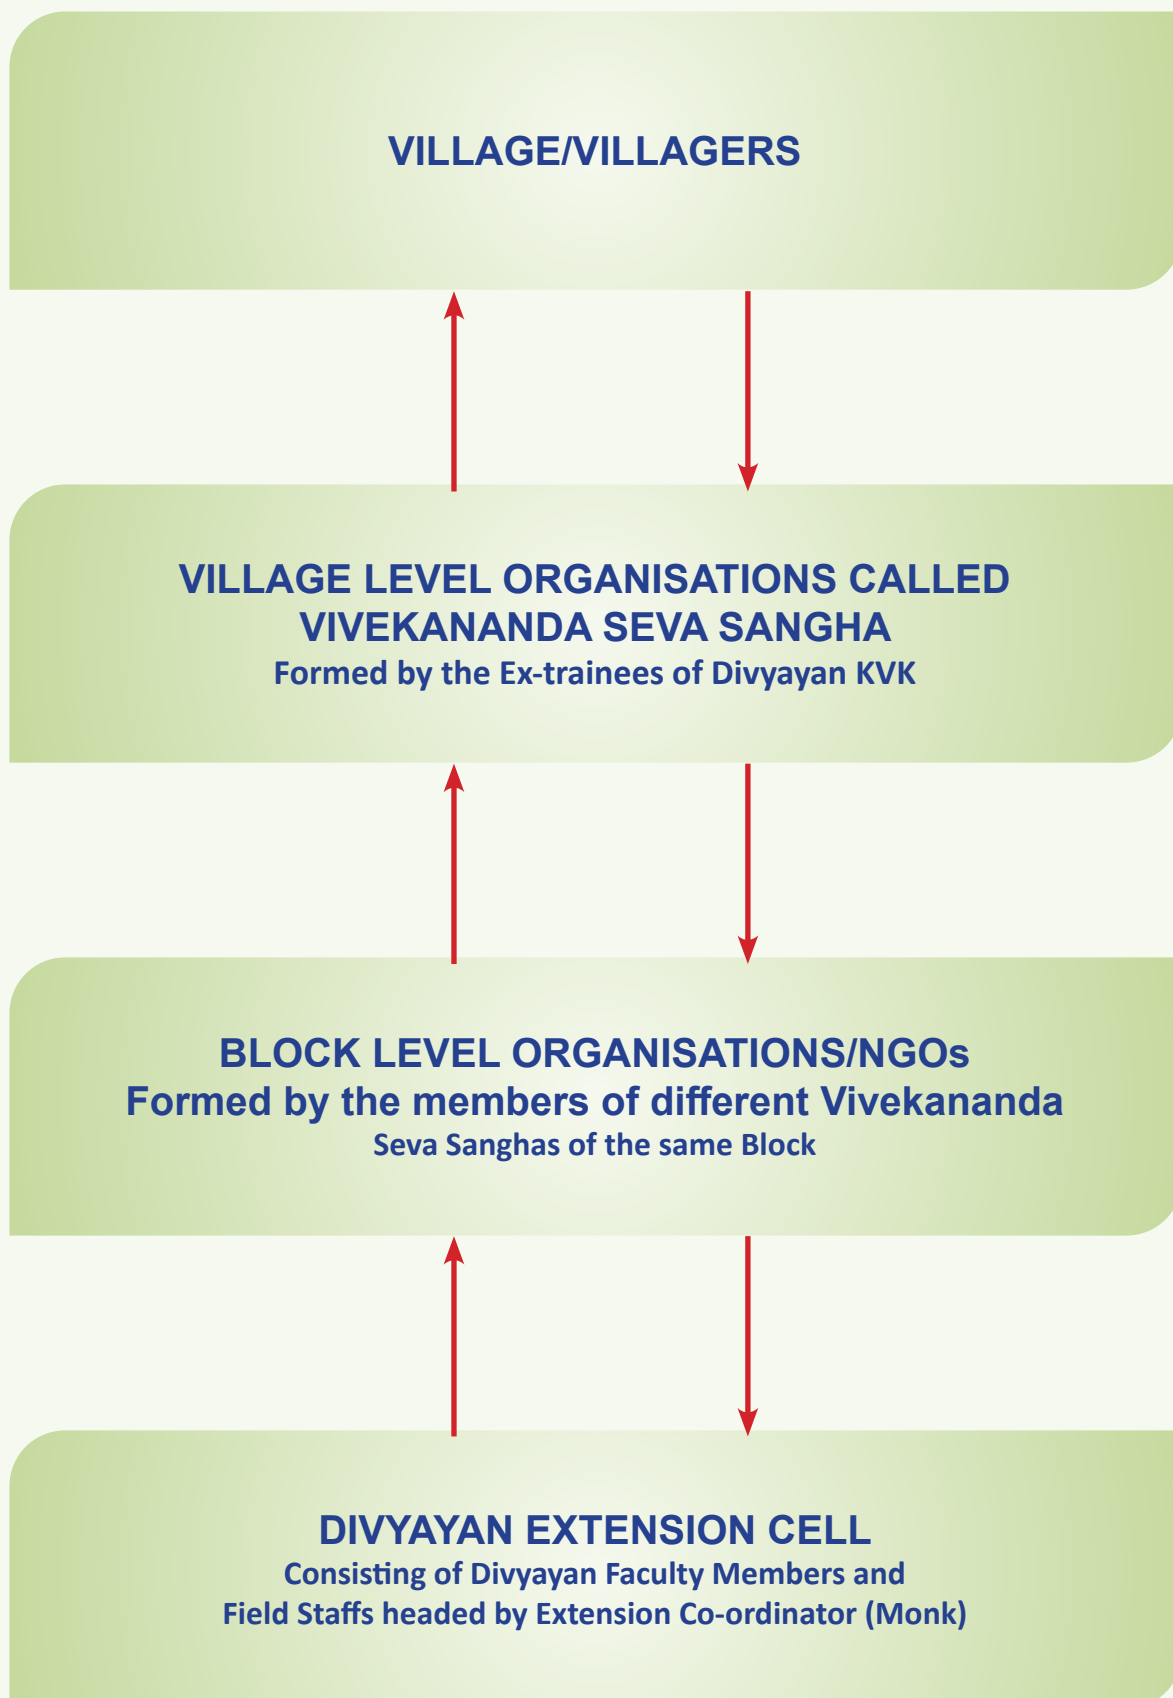 VILLAGE/VILLAGERS
VILLAGE LEVEL ORGANISATIONS CALLED
VIVEKANANDA SEVA SANGHA
Formed by the Ex-trainees of Divyayan KVK
BLOCK LEVEL ORGANISATIONS/NGOs
Formed by the members of different Vivekananda
Seva Sanghas of the same Block
DIVYAYAN EXTENSION CELL
Consisting of Divyayan Faculty Members and
Field Staffs headed by Extension Co-ordinator (Monk)